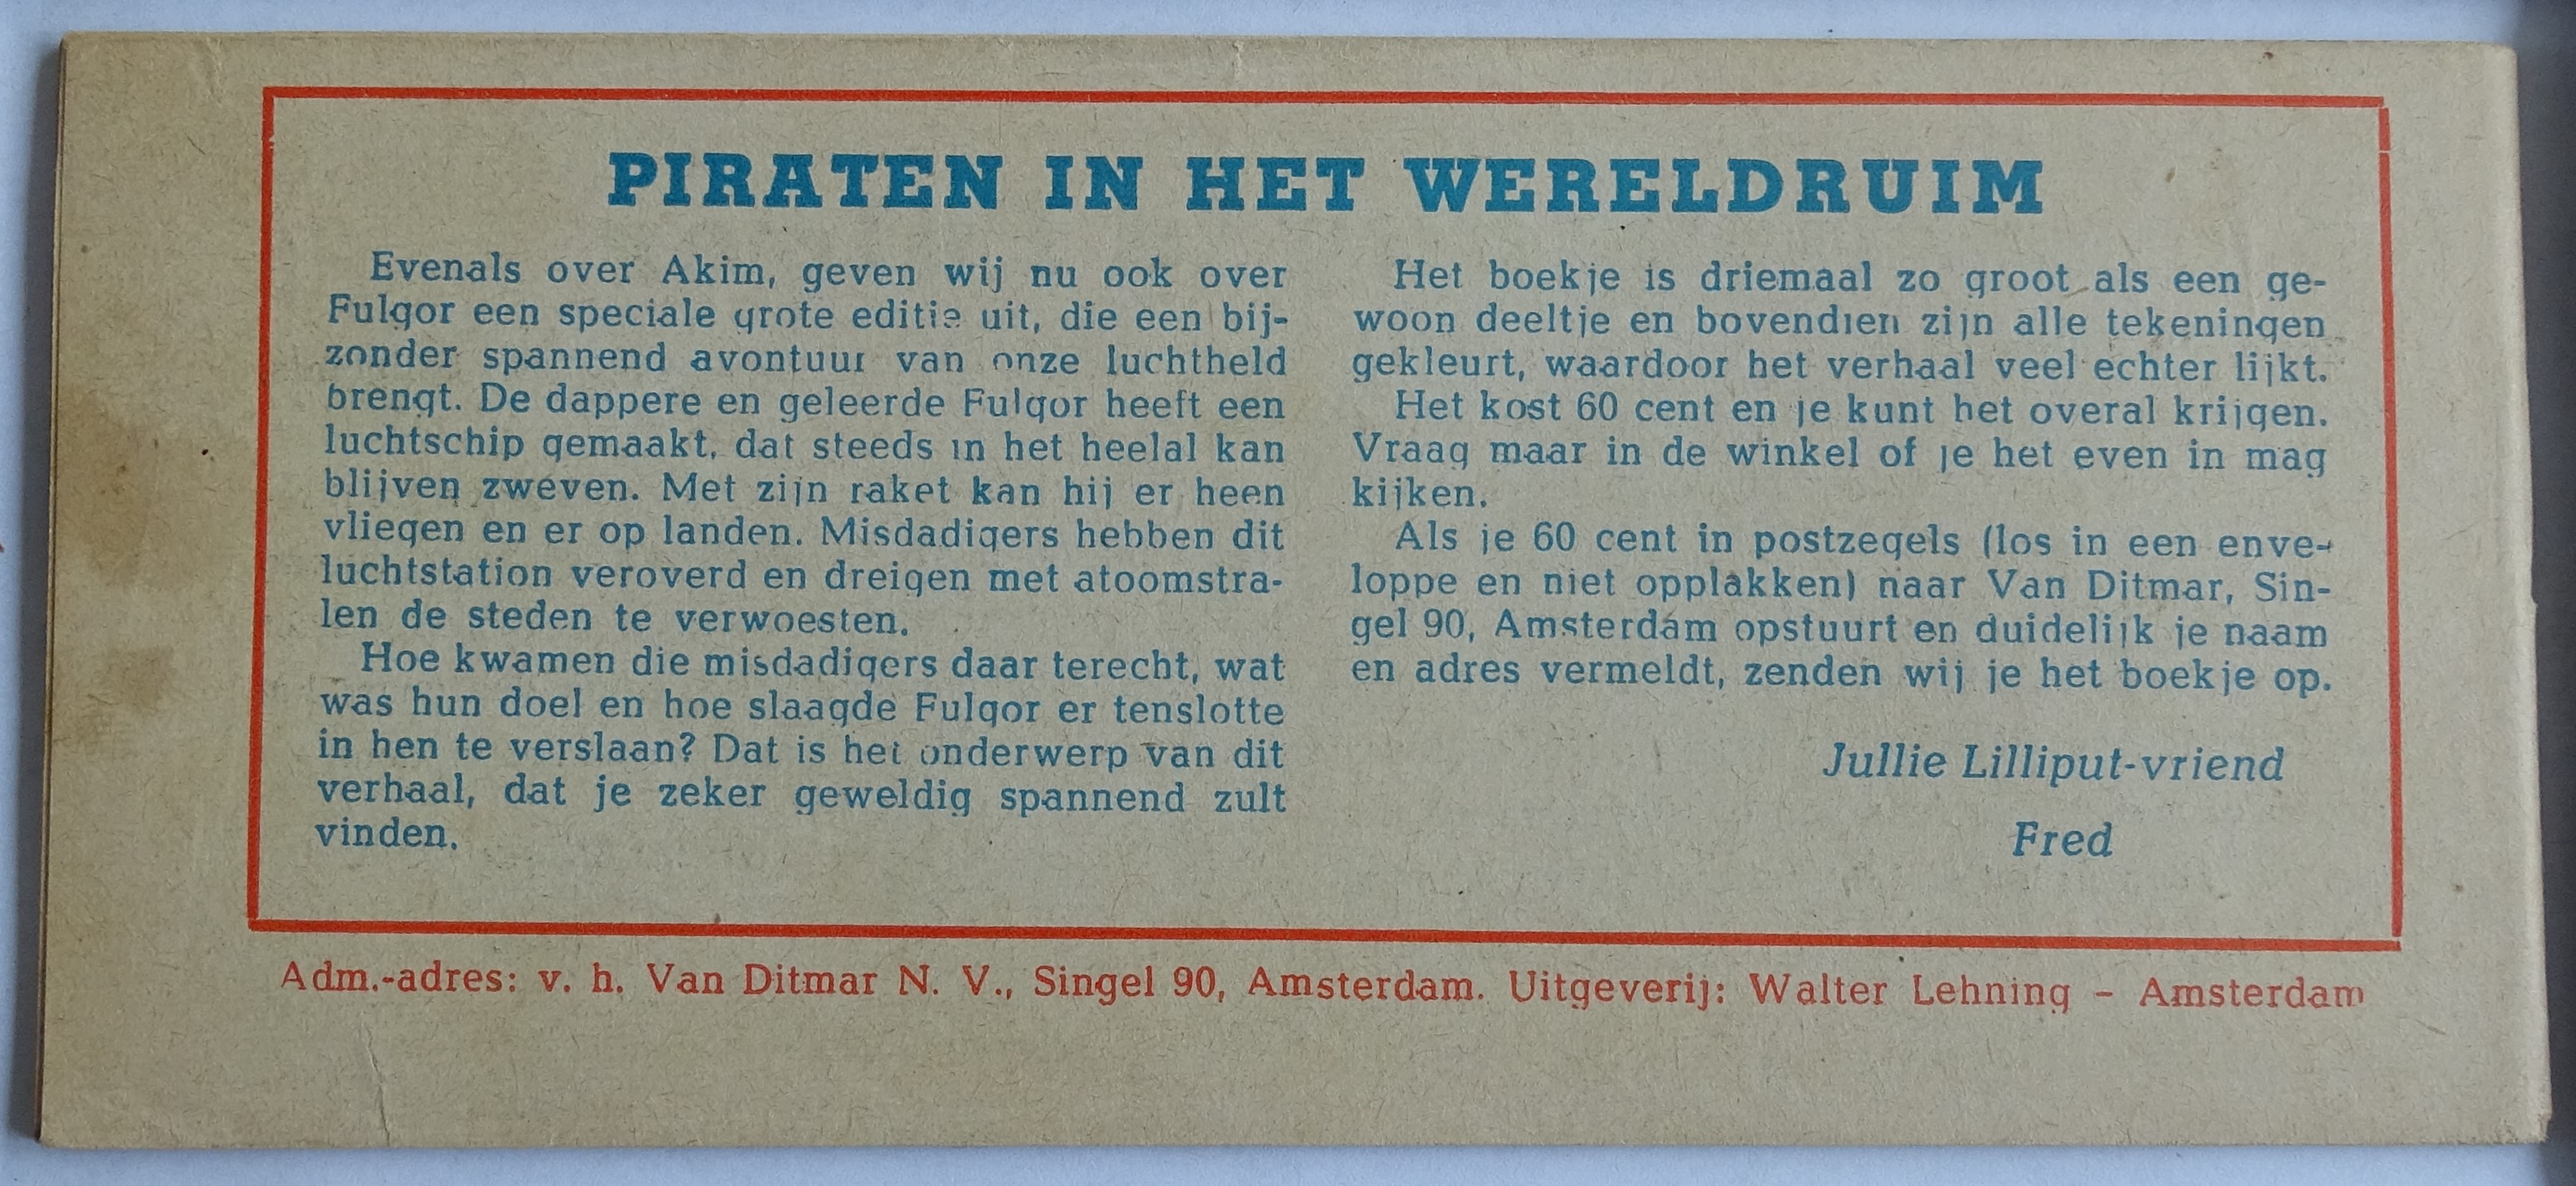 PIRATEN IN HET WERELDRUIM
Evenals over Akim, geven wij nu ook over
Fulgor een speciale grote editie uit, die een bij-
zonder spannend avontuur van onze luchtheld
brengt. De dappere en geleerde Fulgor heeft een
luchtschip gemaakt, dat steeds in het heelal kan
blijven zweven. Met zijn raket kan hij er heen
vliegen en er op landen. Misdadigers hebben dit
luchtstation veroverd en dreigen met atoomstra-
len de steden te verwoesten.
Hoe kwamen die misdadigers daar terecht, wat
was hun doel en hoe slaagde Fulgor er tenslotte
in hen te verslaan? Dat is het onderwerp van dit
verhaal, dat je zeker geweldig spannend zult
vinden.
Het boekje is driemaal zo groot als een ge-
woon deeltje en bovendien zijn alle tekeningen
gekleurt, waardoor het verhaal veel echter lijkt.
Het kost 60 cent en je kunt het overal krijgen.
Vraag maar in de winkel of je het even in mag
kijken.
Als je 60 cent in postzegels (los in een enve-
loppe en niet opplakken) naar Van Ditmar, Sin-
gel 90, Amsterdam opstuurt en duidelijk je naam
en adres vermeldt, zenden wij je het boekje op.
Jullie Lilliput-vriend
Fred
Adm.-adres: v. h. Van Ditmar N. V., Singel 90, Amsterdam. Uitgeverij: Walter Lehning - Amsterdam